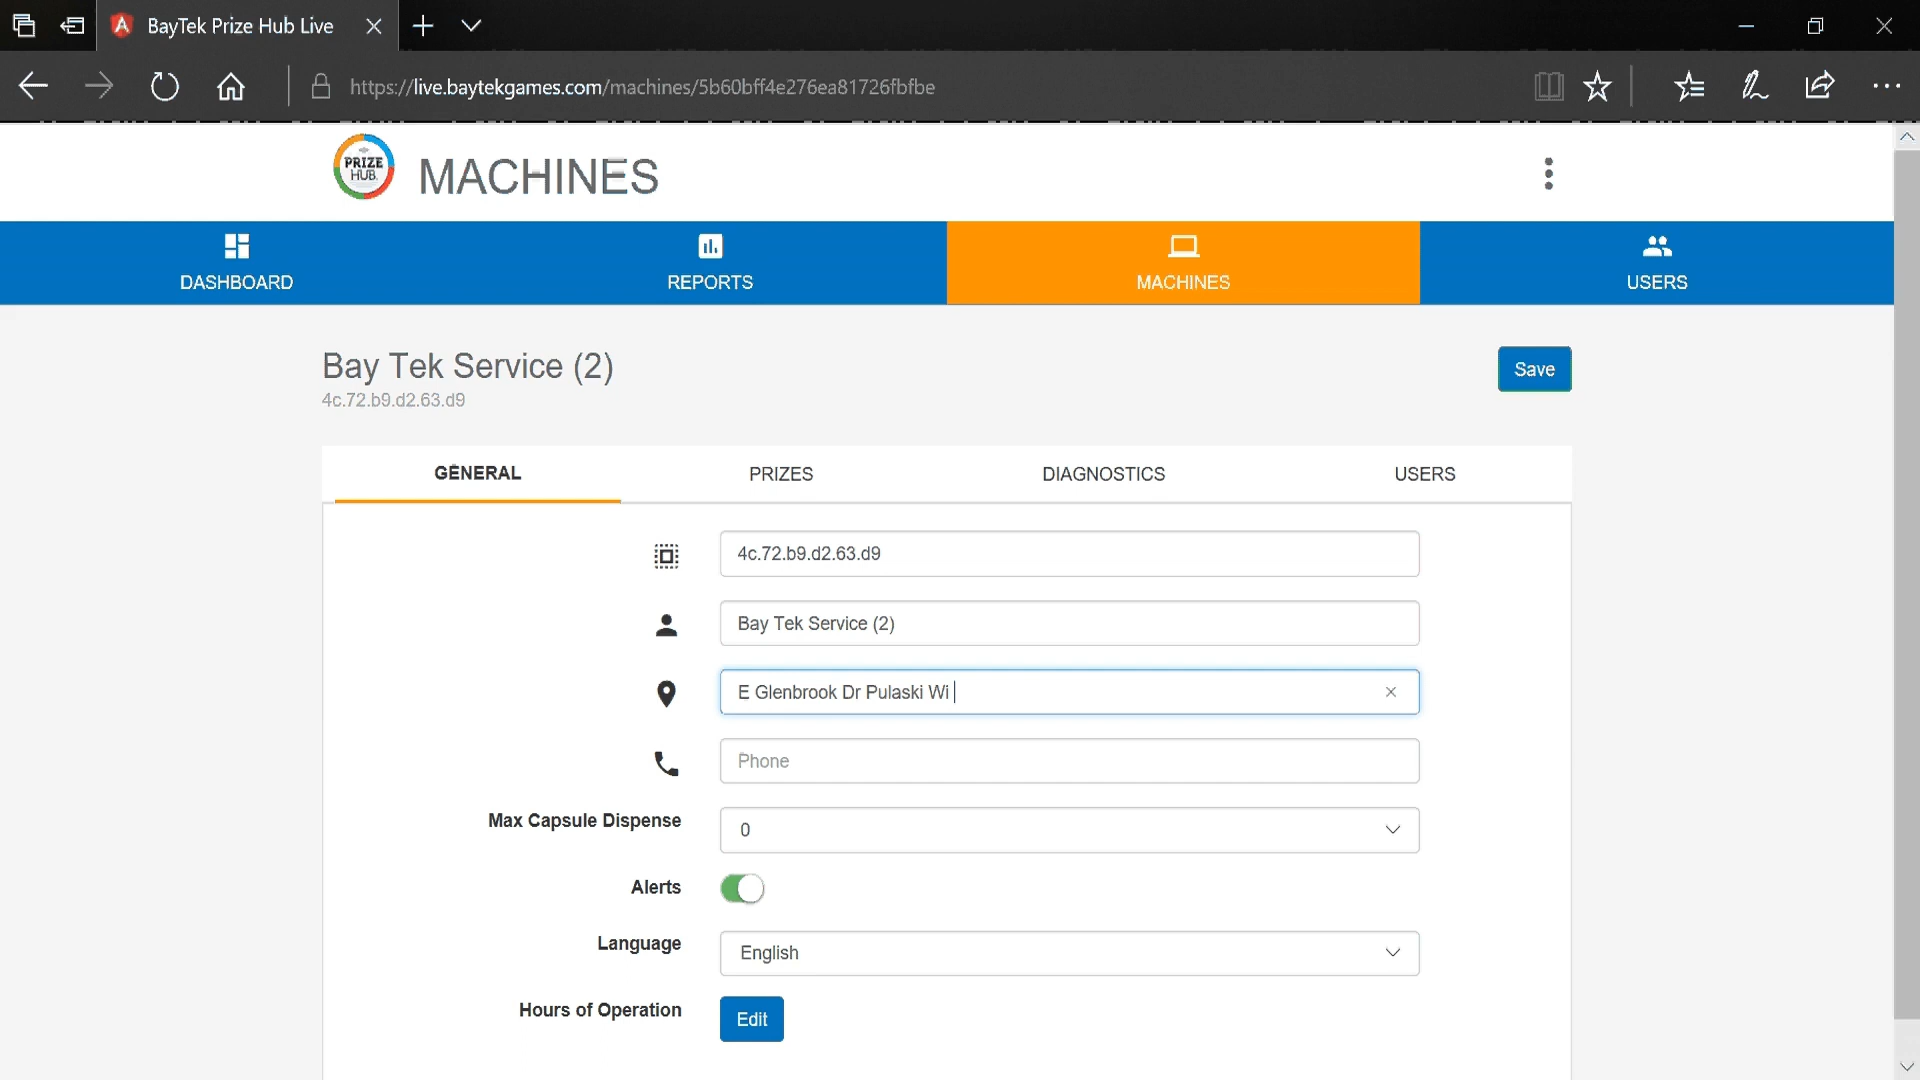 BayTek Prize Hub Live
https://live.baytekgames.com/machines/5b60bff4e276ea81726fbfbe
PRIZE
HUB
MACHINES
DASHBOARD
REPORTS
MACHINES
USERS
Bay Tek Service (2)
Save
4c.72.b9.d2.63.d9
GENERAL
PRIZES
DIAGNOSTICS
USERS
4c.72.b9.d2.63.d9
Bay Tek Service (2)
E Glenbrook Dr Pulaski Wi
Phone
Max Capsule Dispense
0
Alerts
Language
English
Hours of Operation
Edit